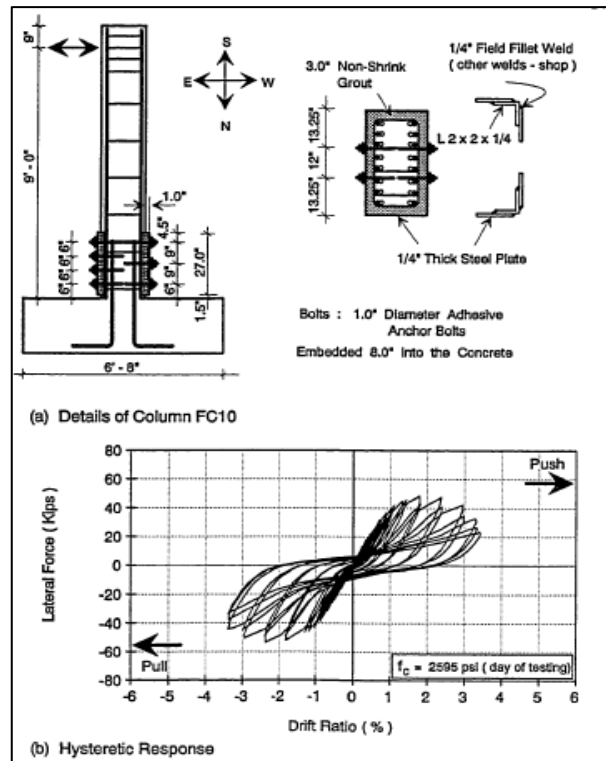 9"
9' - 0"
S
E
W
N
1.0"
4.5"
6" 6" 6" 6"
6" 9" 9"
27.0"
1.5"
6' - 8"
3.0" Non-Shrink
Grout
13.25"
12"
13.25"
1/4" Field Fillet Weld
( other welds - shop )
L 2 x 2 x 1/4
1/4" Thick Steel Plate
Bolts : 1.0" Diameter Adhesive
Anchor Bolts
Embedded 8.0" Into the Concrete
(a) Details of Column FC10
Lateral Force ( Kips )
80
60
40
20
0
-20
-40
-60
-80
Push
Pull
f_c = 2595 psi ( day of testing)
-6 -5 -4 -3 -2 -1 0 1 2 3 4 5 6
Drift Ratio ( % )
(b) Hysteretic Response